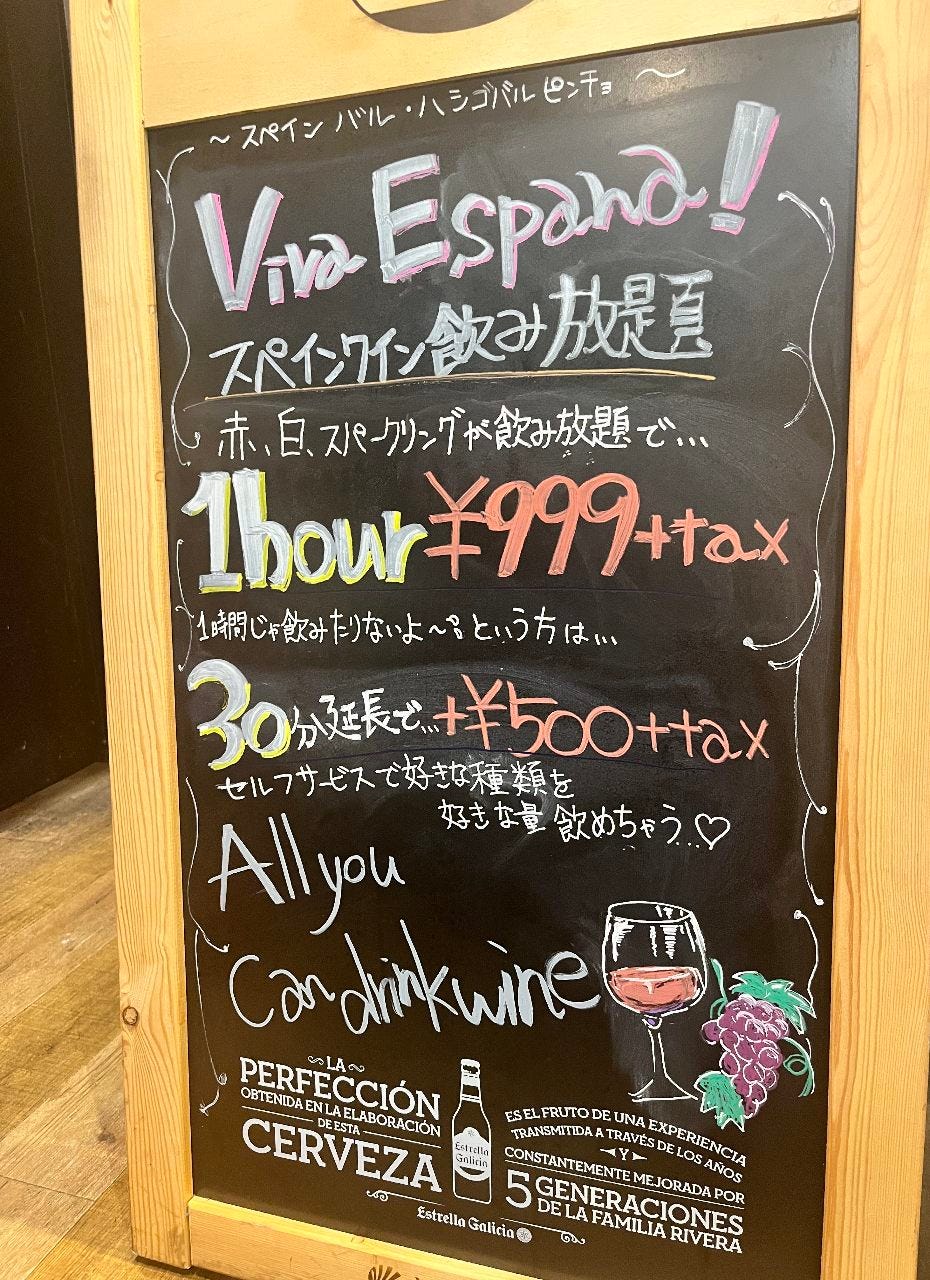 ～スペイン バル・ハシゴバル ピンチョ～
Viva Espana!
スペインワイン飲み放題
赤、白、スパークリングが飲み放題で...
1hour ¥999+tax
1時間じゃ飲みたりないよ～。という方は...
30分延長で...+¥500+tax
セルフサービスで好きな種類を
好きな量 飲めちゃう...♡
All you
Can drink wine
LA
PERFECCIÓN
OBTENIDA EN LA ELABORACIÓN
DE ESTA
CERVEZA
Estrella
Galicia
ES EL FRUTO DE UNA EXPERIENCIA
TRANSMITIDA A TRAVÉS DE LOS AÑOS
Y
CONSTANTEMENTE MEJORADA POR
5 GENERACIONES
DE LA FAMILIA RIVERA
Estrella Galicia